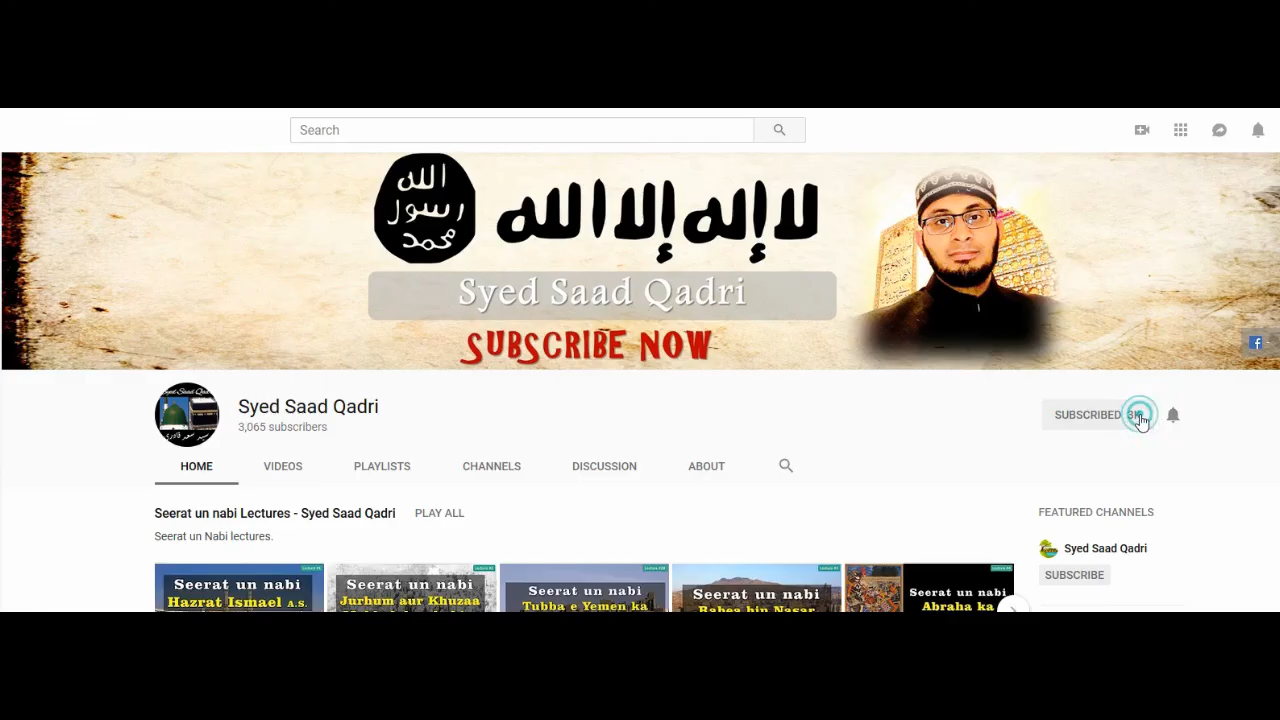 Search
الله
رسول
محمد
لا إله إلا الله
Syed Saad Qadri
SUBSCRIBE NOW
Syed Saad Qadri
3,065 subscribers
SUBSCRIBED
HOME VIDEOS PLAYLISTS CHANNELS DISCUSSION ABOUT
Seerat un nabi Lectures - Syed Saad Qadri PLAY ALL
Seerat un Nabi lectures.
FEATURED CHANNELS
Syed Saad Qadri
SUBSCRIBE
Seerat un nabi
Hazrat Ismael A.S.
Seerat un nabi
Jurhum aur Khuzaa
Seerat un nabi
Tubba e Yemen ka
Seerat un nabi
Rabea bin Nasar
Seerat un nabi
Abraha ka